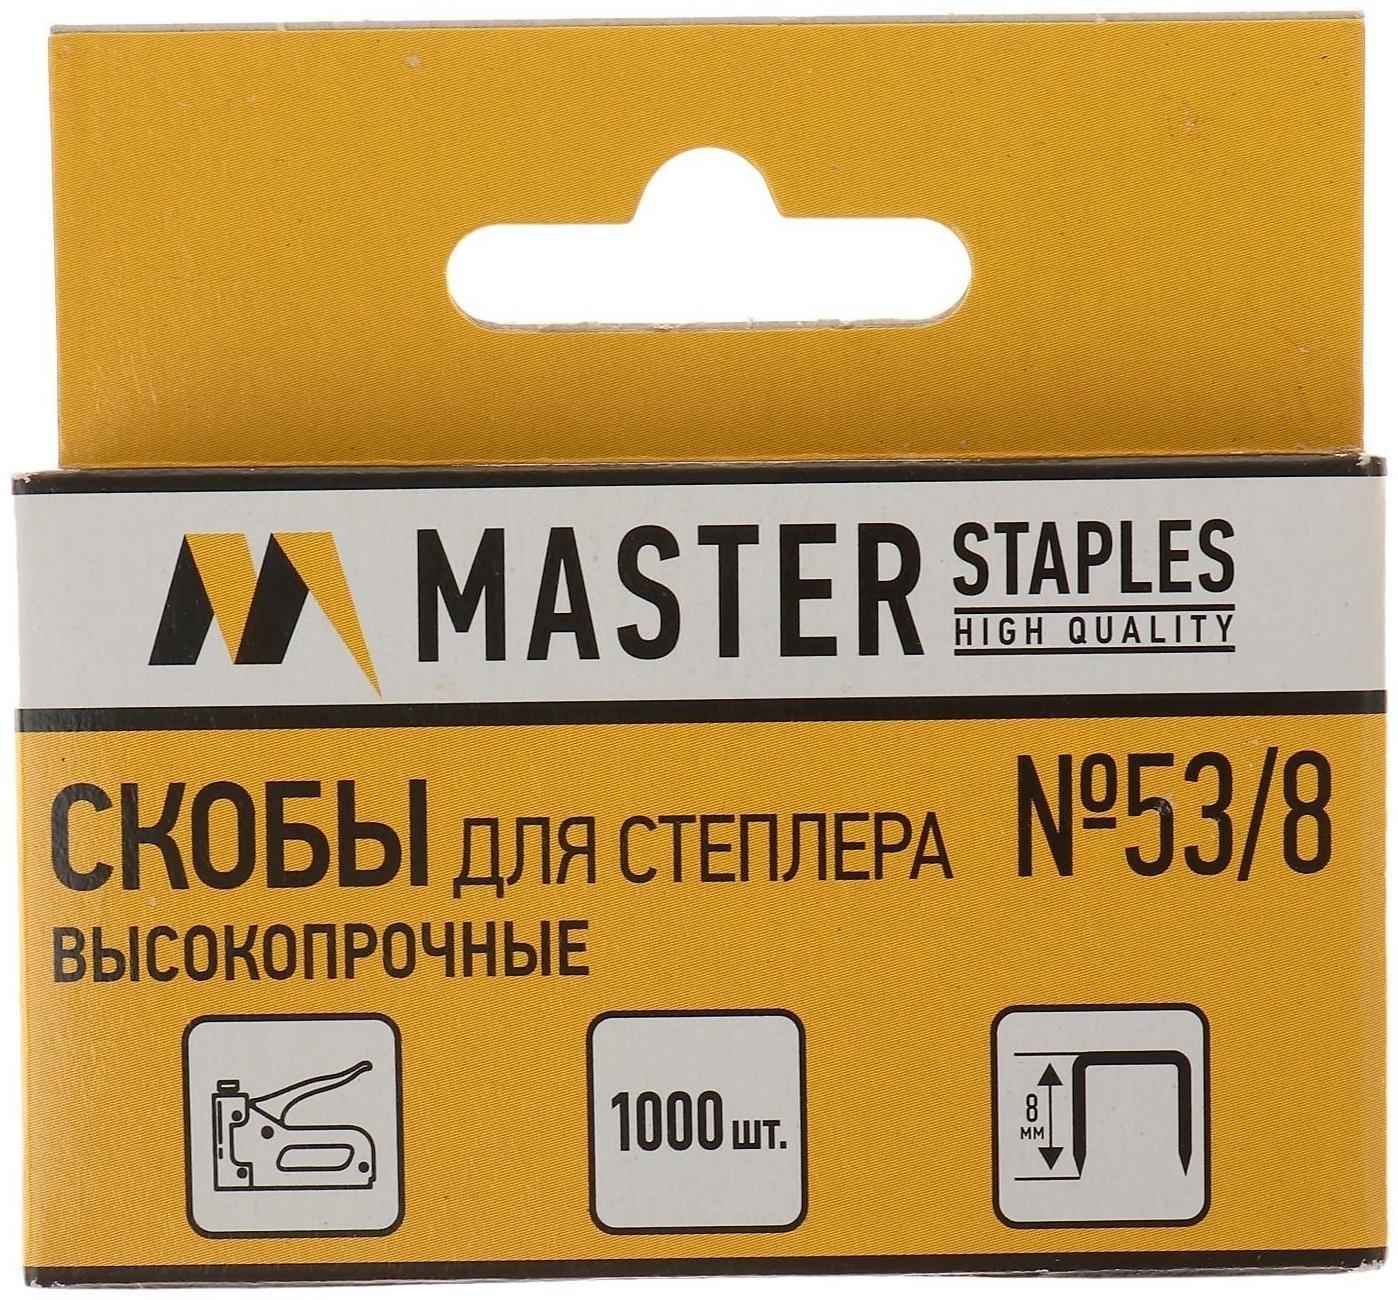 MASTER STAPLES
HIGH QUALITY
СКОБЫ ДЛЯ СТЕПЛЕРА №53/8
ВЫСОКОПРОЧНЫЕ
1000 шт.
8
мм